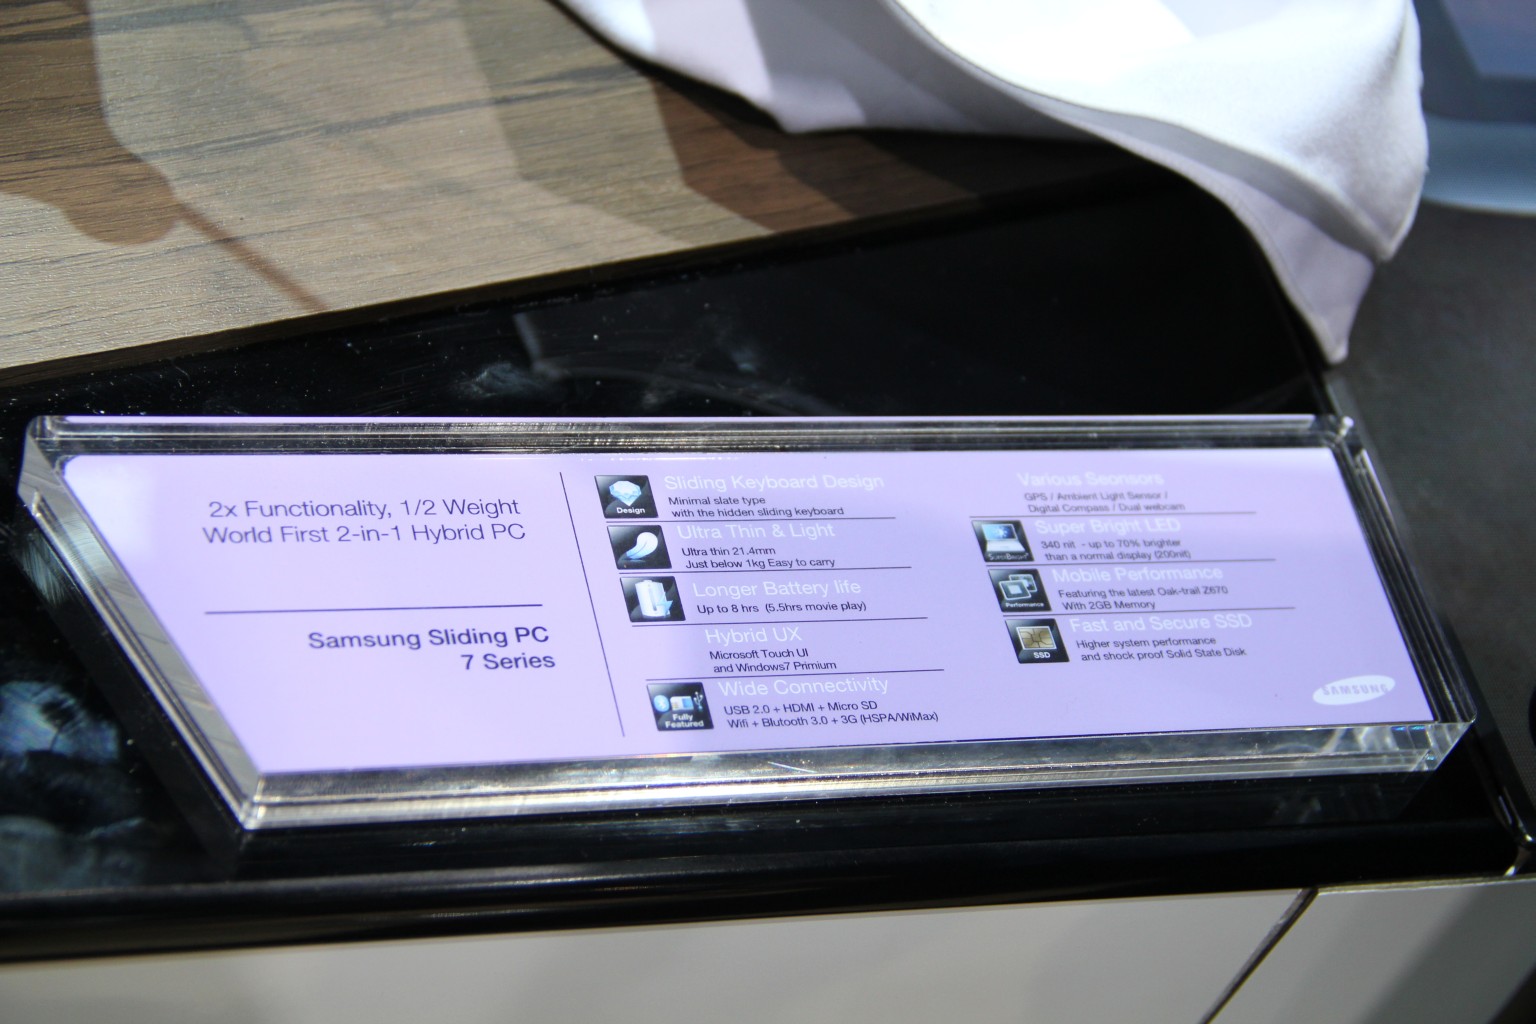 2x Functionality, 1/2 Weight
World First 2-in-1 Hybrid PC
Samsung Sliding PC
7 Series
Design
Sliding Keyboard Design
Minimal slate type
with the hidden sliding keyboard
Ultra Thin & Light
Ultra thin 21.4mm
Just below 1kg Easy to carry
Longer Battery life
Up to 8 hrs (5.5hrs movie play)
Hybrid UX
Microsoft Touch UI
and Windows7 Primium
Fully
Featured
Wide Connectivity
USB 2.0 + HDMI + Micro SD
Wifi + Blutooth 3.0 + 3G (HSPA/WiMax)
Various Seonsors
GPS / Ambient Light Sensor /
Digital Compass / Dual webcam
SuperBright
Super Bright LED
340 nit - up to 70% brighter
than a normal display (200nit)
Performance
Mobile Performance
Featuring the latest Oak-trail Z670
With 2GB Memory
SSD
Fast and Secure SSD
Higher system performance
and shock proof Solid State Disk
SAMSUNG